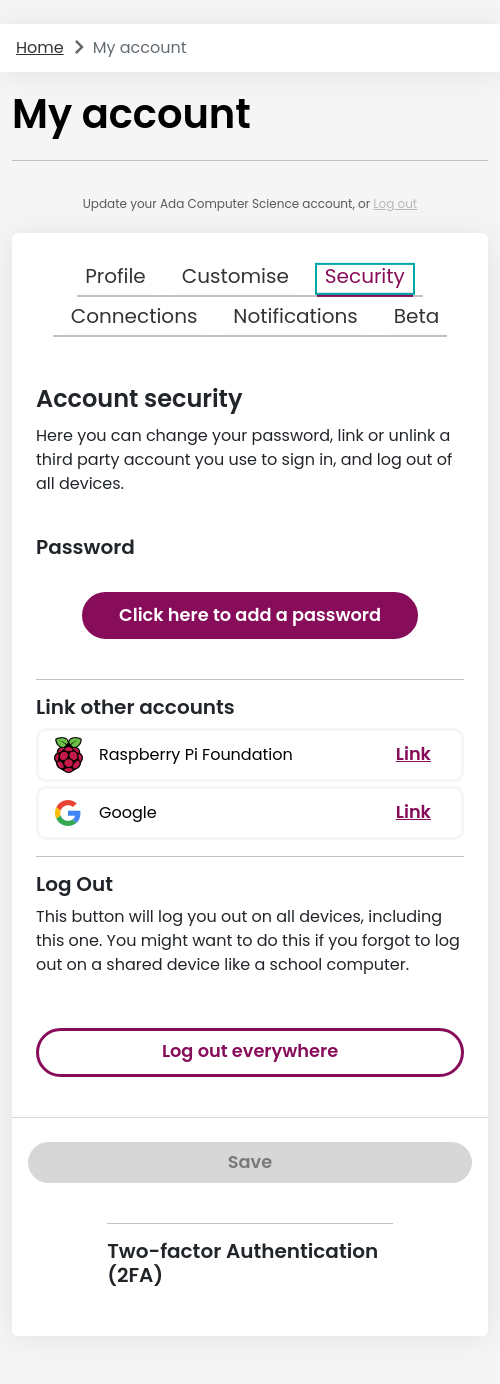 Home > My account
My account
Update your Ada Computer Science account, or Log out
Profile Customise Security
Connections Notifications Beta
Account security
Here you can change your password, link or unlink a
third party account you use to sign in, and log out of
all devices.
Password
Click here to add a password
Link other accounts
Raspberry Pi Foundation Link
Google Link
Log Out
This button will log you out on all devices, including
this one. You might want to do this if you forgot to log
out on a shared device like a school computer.
Log out everywhere
Save
Two-factor Authentication
(2FA)